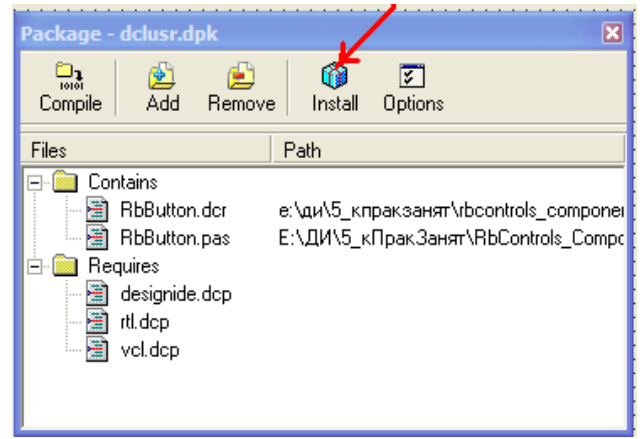 Package - dclusr.dpk
Compile Add Remove Install Options
Files Path
Contains
RbButton.dcr e:\ди\5_кпракзанят\rbcontrols_componer
RbButton.pas E:\ДИ\5_кПракЗанят\RbControls_Compc
Requires
designide.dcp
rtl.dcp
vcl.dcp